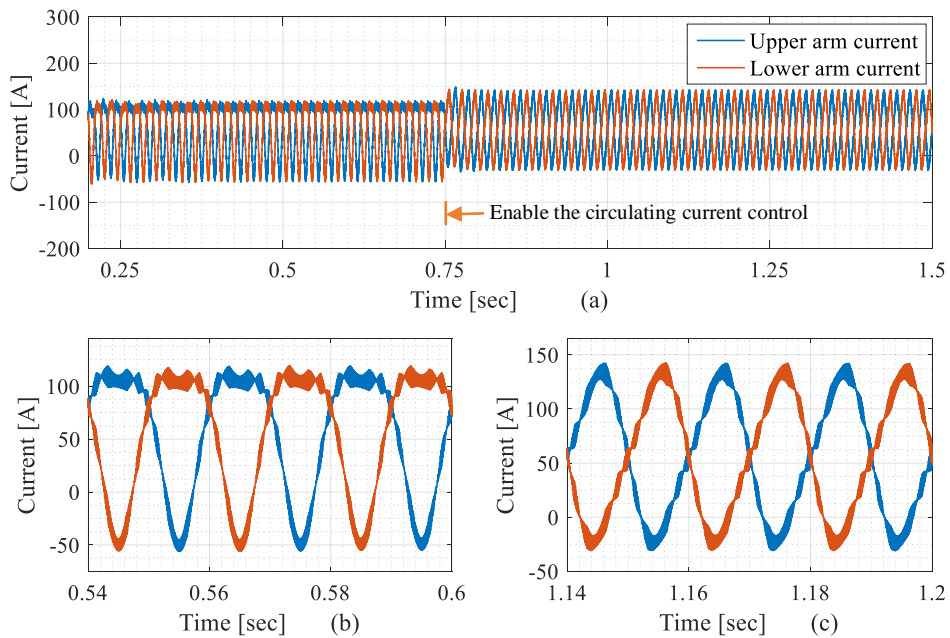 300
200
100
0
-100
-200
Current [A]
Upper arm current
Lower arm current
Enable the circulating current control
0.25 0.5 0.75 1 1.25 1.5
Time [sec] (a)
100
50
0
-50
Current [A]
0.54 0.56 0.58 0.6
Time [sec] (b)
150
100
50
0
-50
Current [A]
1.14 1.16 1.18 1.2
Time [sec] (c)